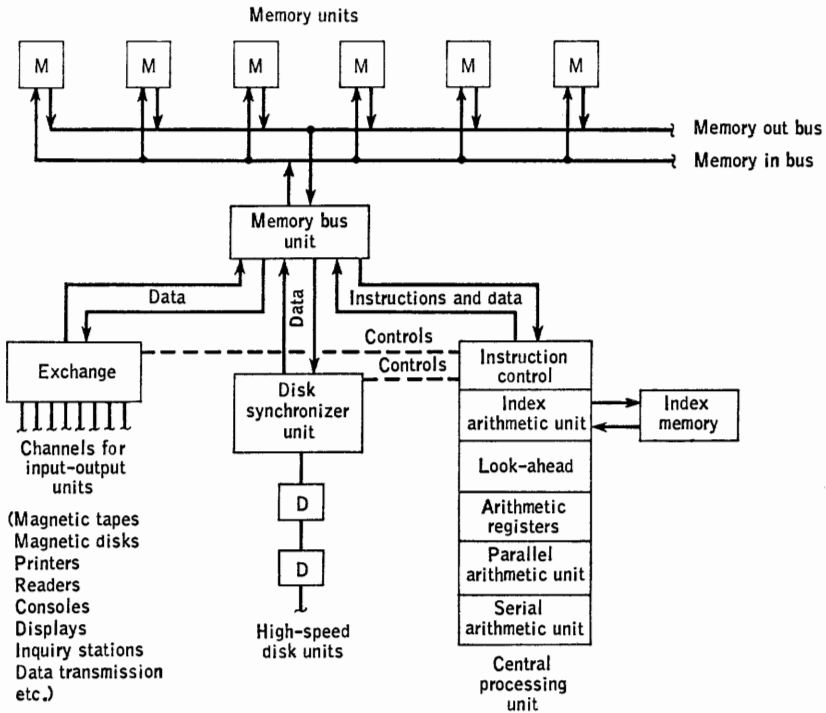 Memory units
M M M M M M
Memory out bus
Memory in bus
Memory bus
unit
Data
Data
Instructions and data
Controls
Controls
Exchange
Channels for
input-output
units
(Magnetic tapes
Magnetic disks
Printers
Readers
Consoles
Displays
Inquiry stations
Data transmission
etc.)
Disk
synchronizer
unit
D
D
High-speed
disk units
Instruction
control
Index
arithmetic unit
Look-ahead
Arithmetic
registers
Parallel
arithmetic unit
Serial
arithmetic unit
Central
processing
unit
Index
memory